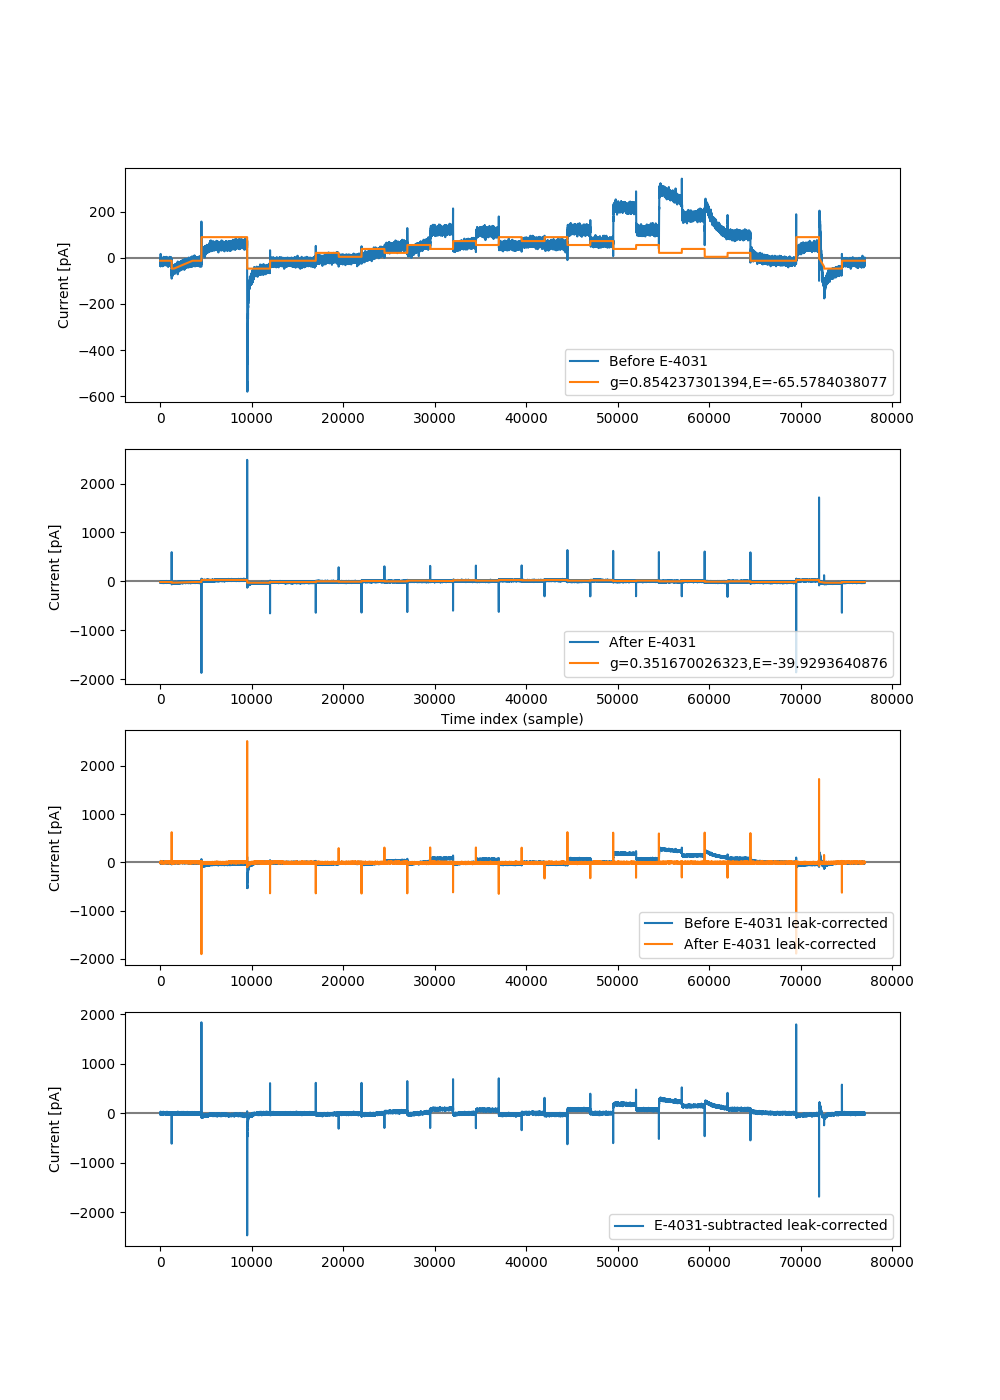 200
0
−200
−400
−600
Current [pA]
Before E-4031
g=0.854237301394,E=-65.5784038077
0 10000 20000 30000 40000 50000 60000 70000 80000
2000
1000
0
−1000
−2000
Current [pA]
After E-4031
g=0.351670026323,E=-39.9293640876
0 10000 20000 30000 40000 50000 60000 70000 80000
Time index (sample)
2000
1000
0
−1000
−2000
Current [pA]
Before E-4031 leak-corrected
After E-4031 leak-corrected
0 10000 20000 30000 40000 50000 60000 70000 80000
2000
1000
0
−1000
−2000
Current [pA]
E-4031-subtracted leak-corrected
0 10000 20000 30000 40000 50000 60000 70000 80000